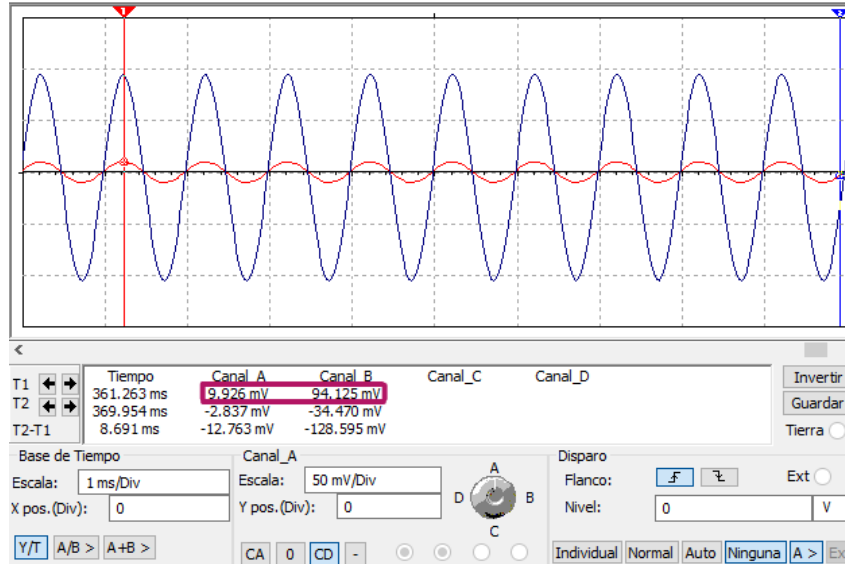 1
2
Tiempo Canal_A Canal_B Canal_C Canal_D
T1 361.263 ms 9.926 mV 94.125 mV
T2 369.954 ms -2.837 mV -34.470 mV
T2-T1 8.691 ms -12.763 mV -128.595 mV
Invertir
Guardar
Tierra
Base de Tiempo
Escala: 1 ms/Div
X pos.(Div): 0
Y/T A/B > A+B >
Canal_A
Escala: 50 mV/Div
Y pos.(Div): 0
CA 0 CD -
A
D B
C
Disparo
Flanco: Ext
Nivel: 0 V
Individual Normal Auto Ninguna A > Ex